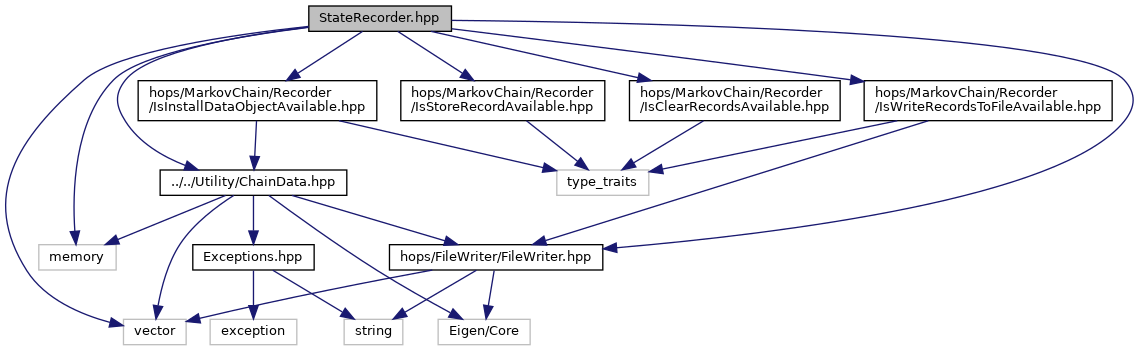 StateRecorder.hpp
hops/MarkovChain/Recorder
/IsInstallDataObjectAvailable.hpp
hops/MarkovChain/Recorder
/IsStoreRecordAvailable.hpp
hops/MarkovChain/Recorder
/IsClearRecordsAvailable.hpp
hops/MarkovChain/Recorder
/IsWriteRecordsToFileAvailable.hpp
../../Utility/ChainData.hpp
type_traits
memory
Exceptions.hpp
hops/FileWriter/FileWriter.hpp
vector
exception
string
Eigen/Core